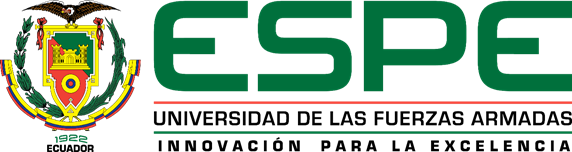 ESPE
UNIVERSIDAD DE LAS FUERZAS ARMADAS
INNOVACIÓN PARA LA EXCELENCIA
1922
ECUADOR